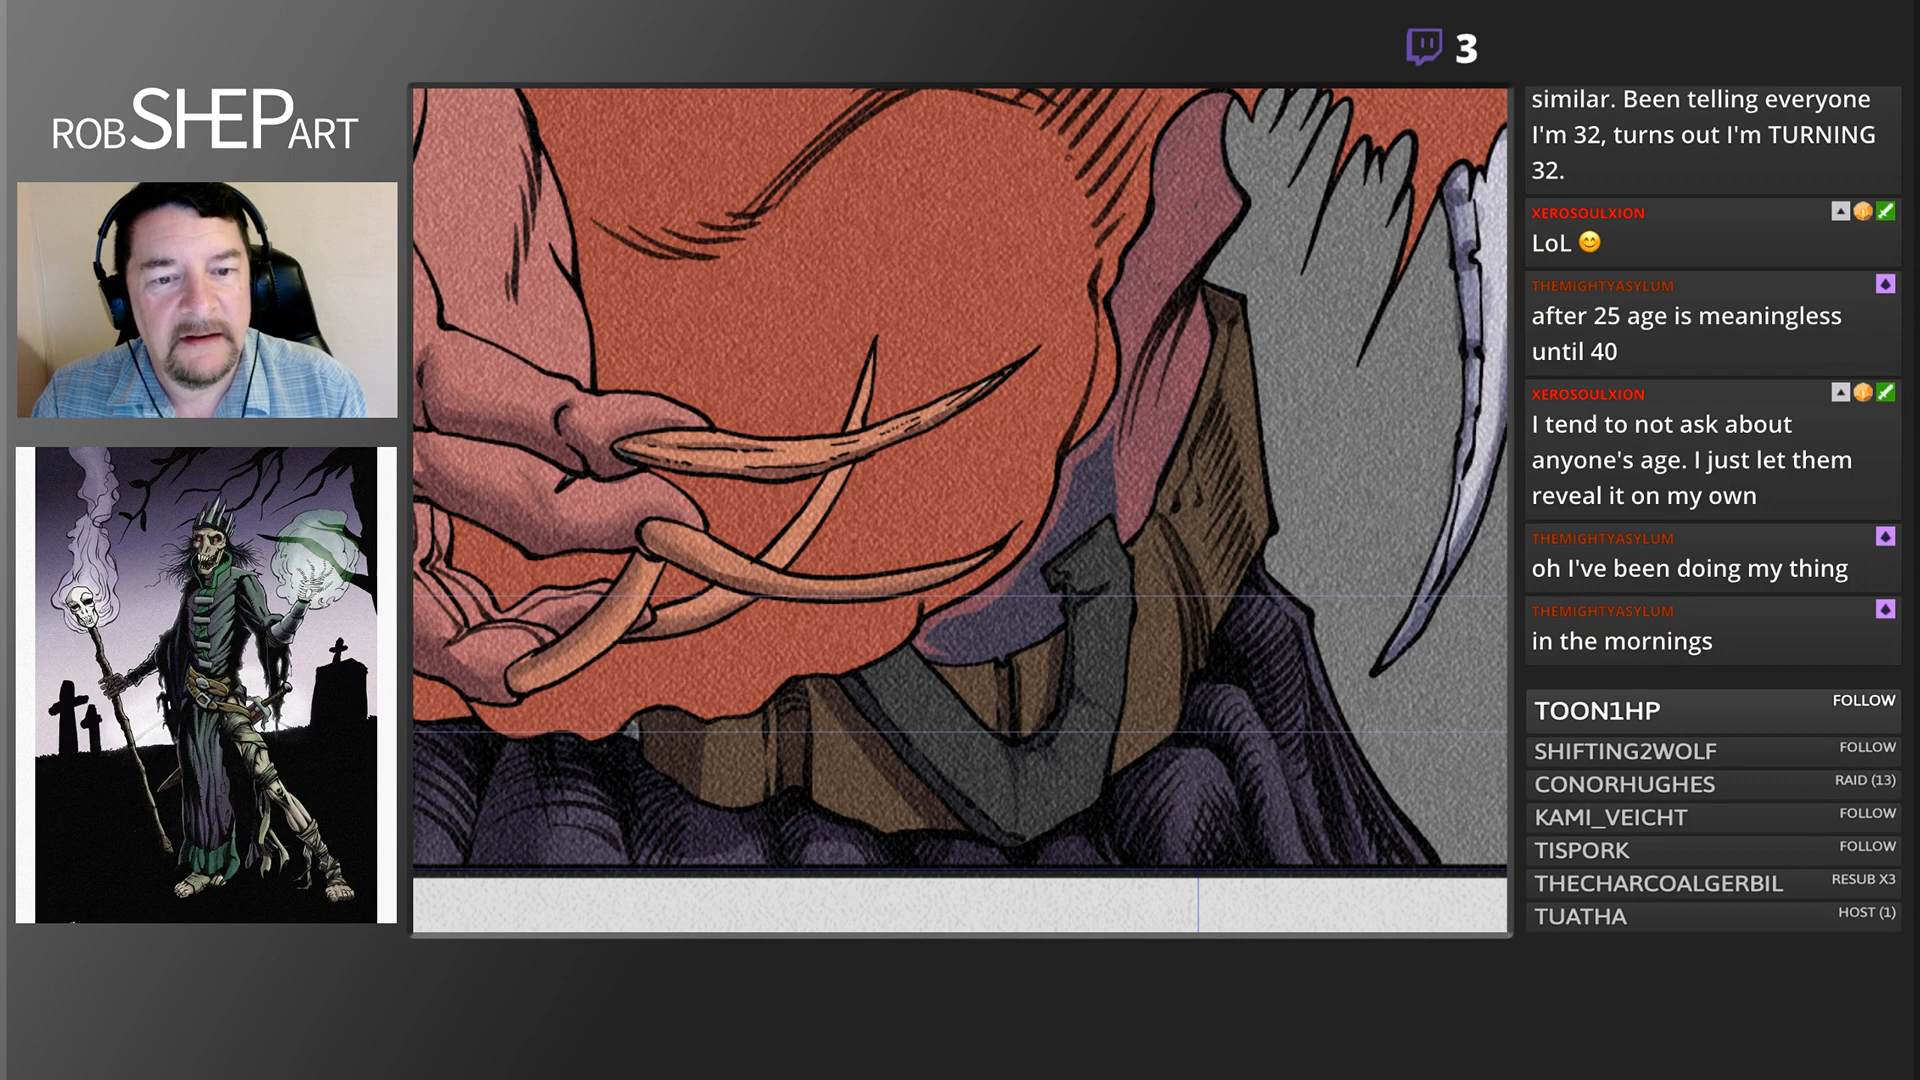 3
ROB SHEP ART
similar. Been telling everyone
I'm 32, turns out I'm TURNING
32.
XEROSOULXION
LoL 😊
THEMIGHTYASYLUM
after 25 age is meaningless
until 40
XEROSOULXION
I tend to not ask about
anyone's age. I just let them
reveal it on my own
THEMIGHTYASYLUM
oh I've been doing my thing
THEMIGHTYASYLUM
in the mornings
TOON1HP FOLLOW
SHIFTING2WOLF FOLLOW
CONORHUGHES RAID (13)
KAMI_VEICHT FOLLOW
TISPORK FOLLOW
THECHARCOALGERBIL RESUB X3
TUATHA HOST (1)